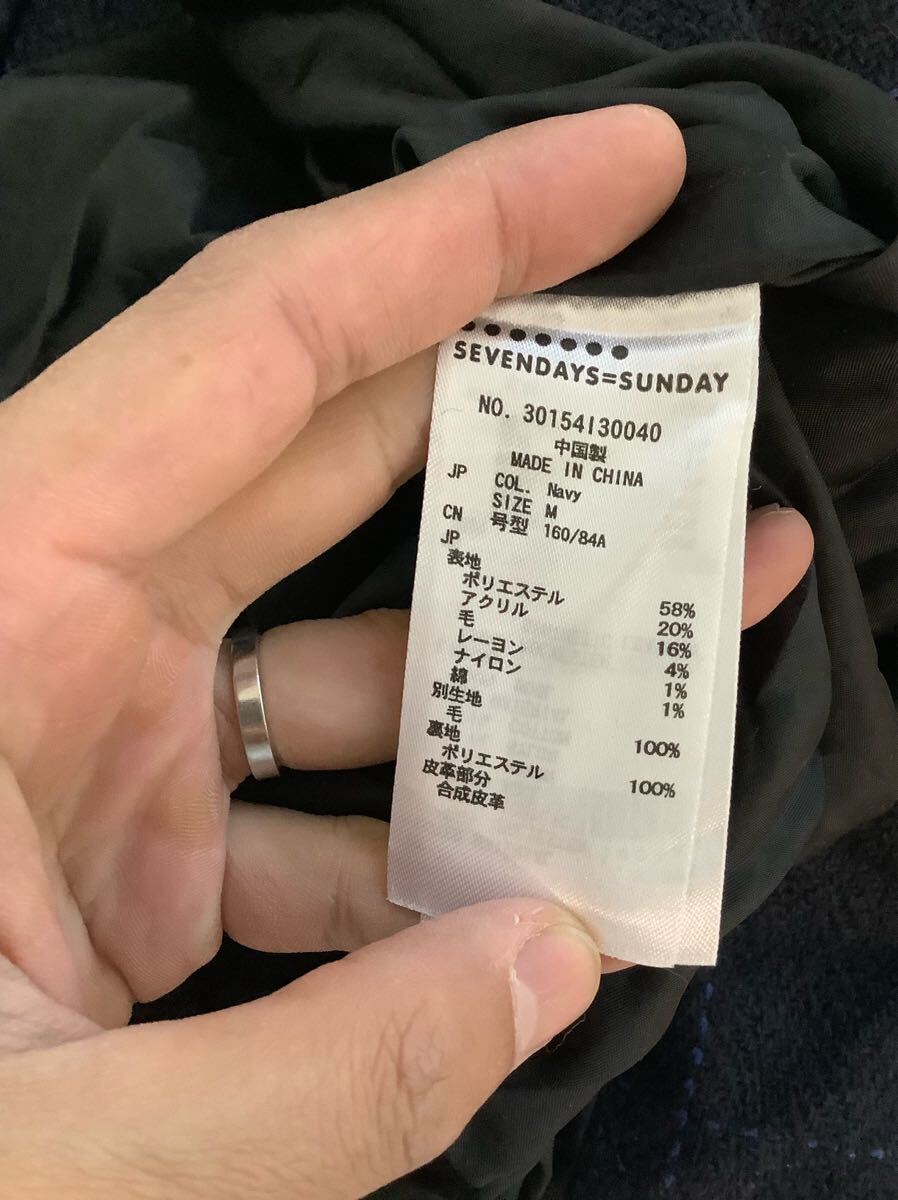 SEVENDAYS=SUNDAY
NO. 30154130040
中国製
MADE IN CHINA
JP COL. Navy
SIZE M
CN 号型 160/84A
JP
表地
ポリエステル 58%
アクリル 20%
毛 16%
レーヨン 4%
ナイロン 1%
綿 1%
別生地
毛 100%
裏地
ポリエステル 100%
皮革部分
合成皮革